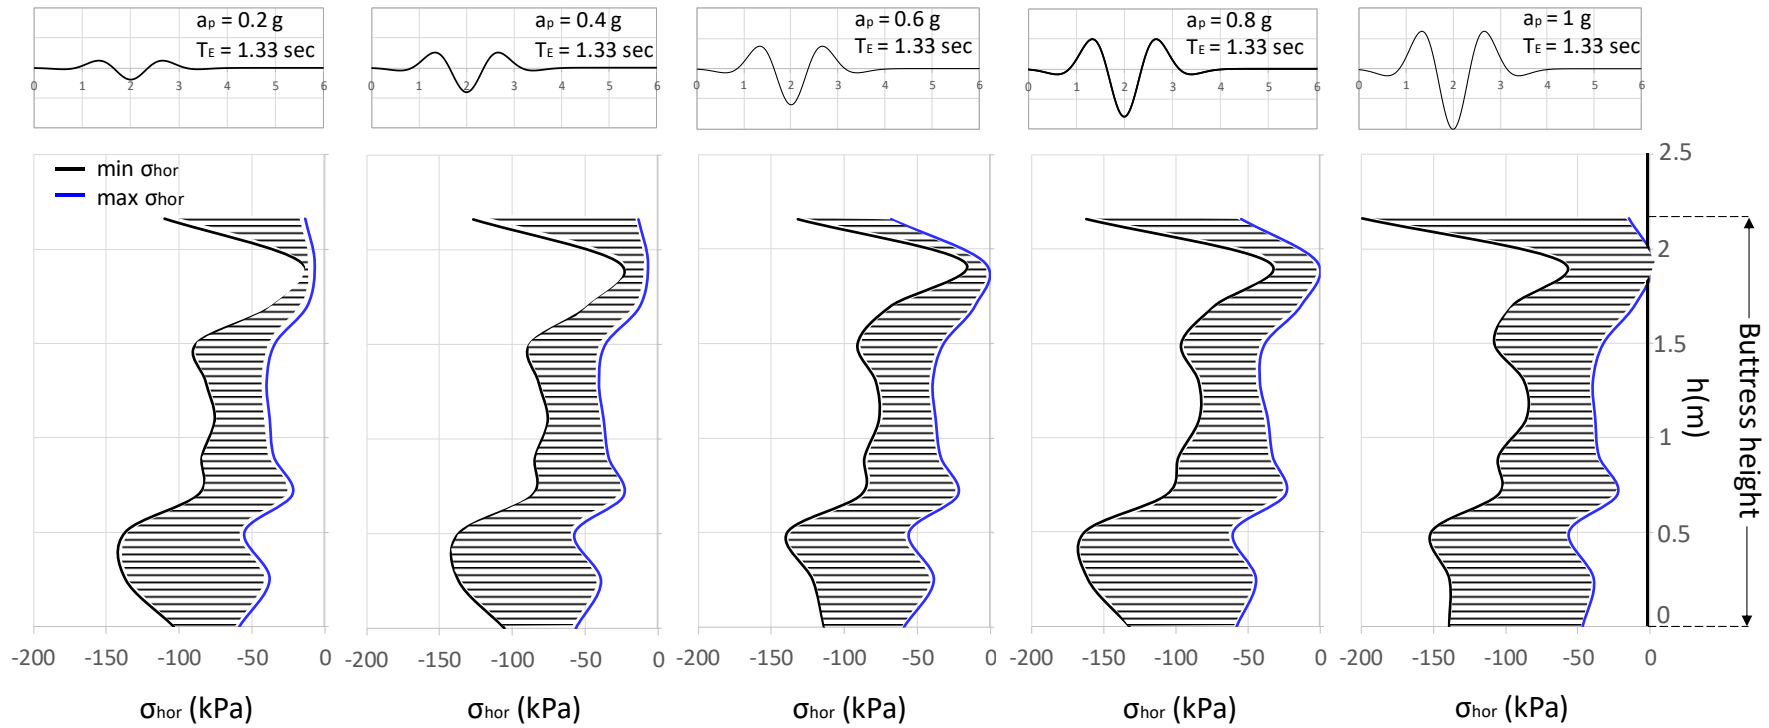 aₚ = 0.2 g
Tᴇ = 1.33 sec
0 1 2 3 4 5 6
aₚ = 0.4 g
Tᴇ = 1.33 sec
0 1 2 3 4 5 6
aₚ = 0.6 g
Tᴇ = 1.33 sec
0 1 2 3 4 5 6
aₚ = 0.8 g
Tᴇ = 1.33 sec
0 1 2 3 4 5 6
aₚ = 1 g
Tᴇ = 1.33 sec
0 1 2 3 4 5 6
min σhor
max σhor
2.5
2
1.5
1
0.5
0
h(m)
Buttress height
-200 -150 -100 -50 0
-200 -150 -100 -50 0
-200 -150 -100 -50 0
-200 -150 -100 -50 0
-200 -150 -100 -50 0
σhor (kPa)
σhor (kPa)
σhor (kPa)
σhor (kPa)
σhor (kPa)